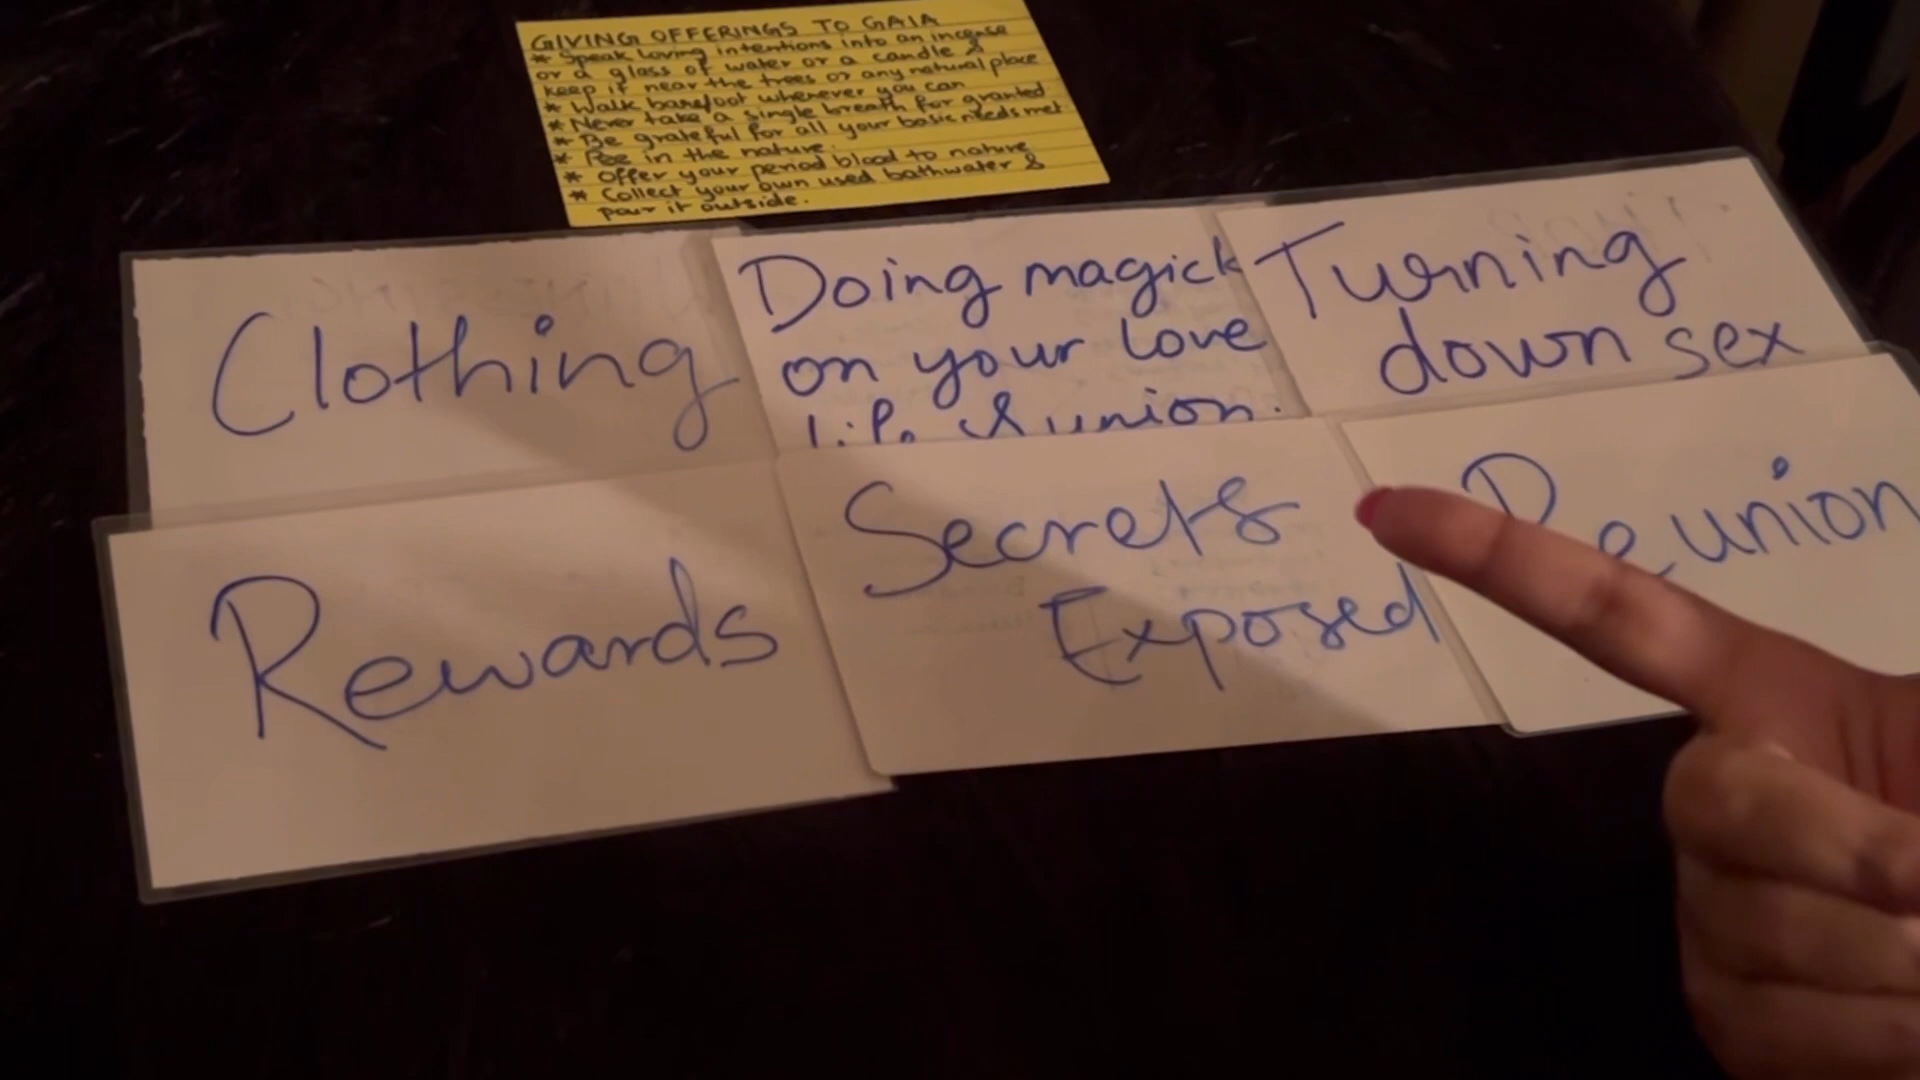 GIVING OFFERINGS TO GAIA
* Speak loving intentions into an incense
or a glass of water or a candle &
keep it near the trees or any natural place
* Walk barefoot wherever you can
* Never take a single breath for granted
* Be grateful for all your basic needs met
* Pee in the nature.
* Offer your period blood to nature
* Collect your own used bathwater &
pour it outside.
Clothing
Doing magick
on your love
life & union.
Turning
down sex
Rewards
Secrets
Exposed
Reunion